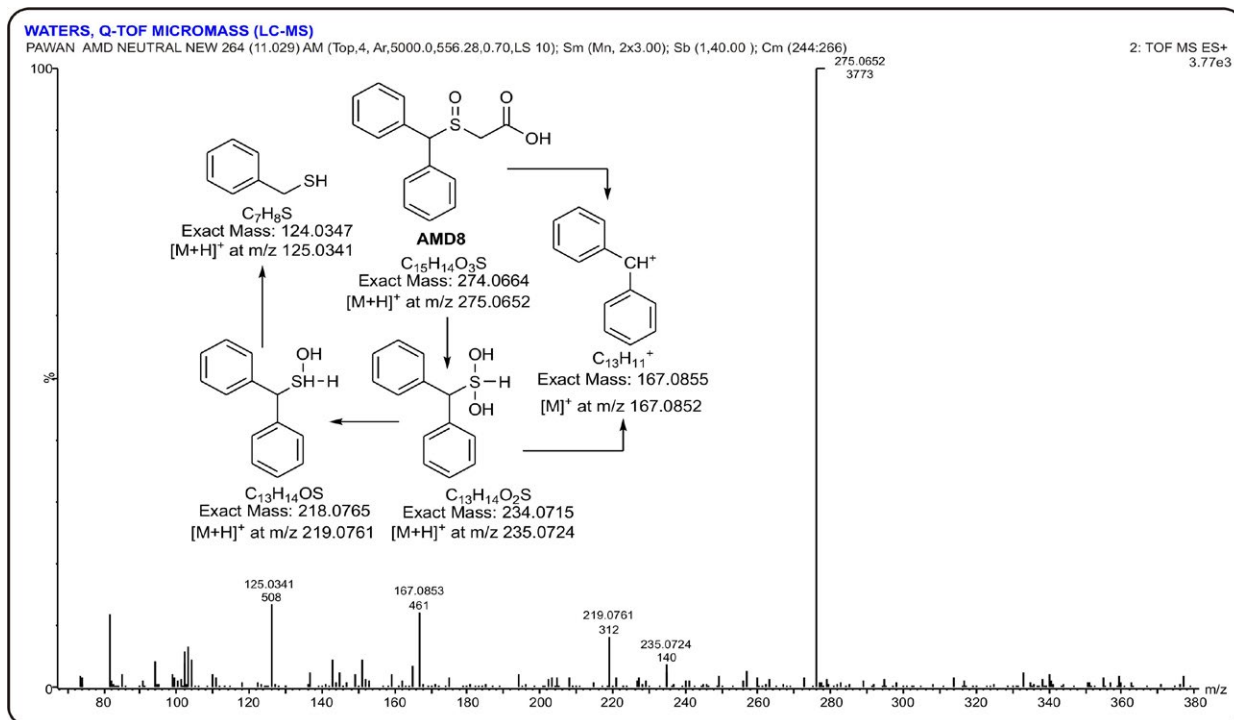 WATERS, Q-TOF MICROMASS (LC-MS)
PAWAN AMD NEUTRAL NEW 264 (11.029) AM (Top,4, Ar,5000.0,556.28,0.70,LS 10); Sm (Mn, 2x3.00); Sb (1,40.00 ); Cm (244:266)
2: TOF MS ES+
3.77e3
100
275.0652
3773
O
S
O
OH
SH
C7H8S
Exact Mass: 124.0347
[M+H]+ at m/z 125.0341
AMD8
C15H14O3S
Exact Mass: 274.0664
[M+H]+ at m/z 275.0652
CH+
C13H11+
Exact Mass: 167.0855
[M]+ at m/z 167.0852
OH
SH-H
C13H14OS
Exact Mass: 218.0765
[M+H]+ at m/z 219.0761
OH
S-H
OH
C13H14O2S
Exact Mass: 234.0715
[M+H]+ at m/z 235.0724
%
125.0341
508
167.0853
461
219.0761
312
235.0724
140
0
80 100 120 140 160 180 200 220 240 260 280 300 320 340 360 380
m/z